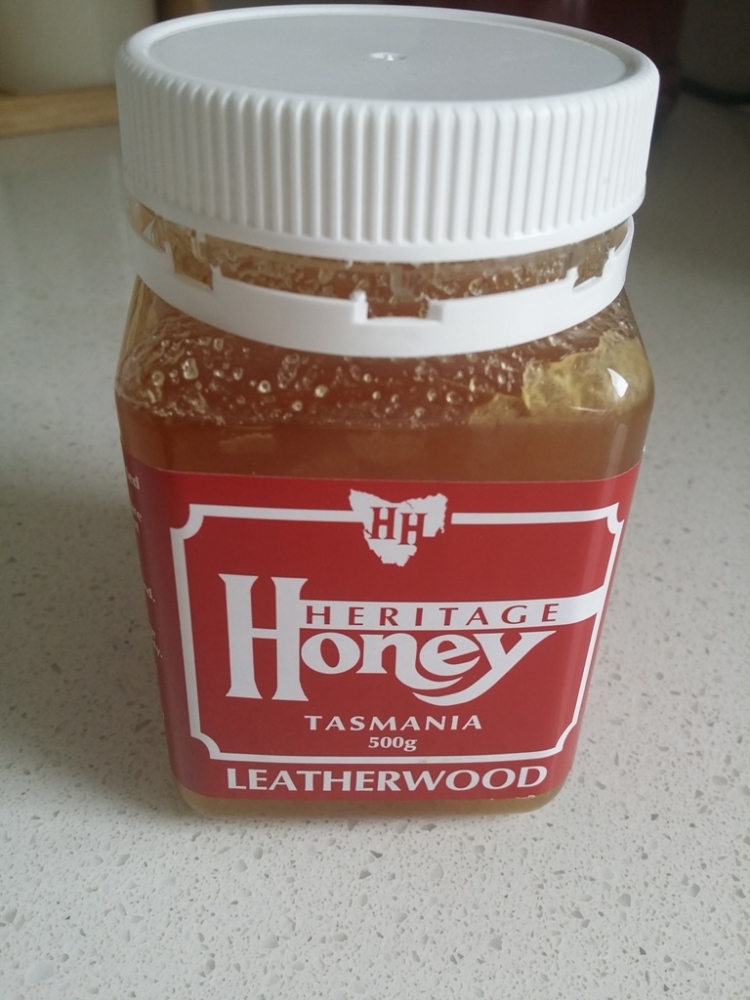 HH
HERITAGE
Honey
TASMANIA
500g
LEATHERWOOD